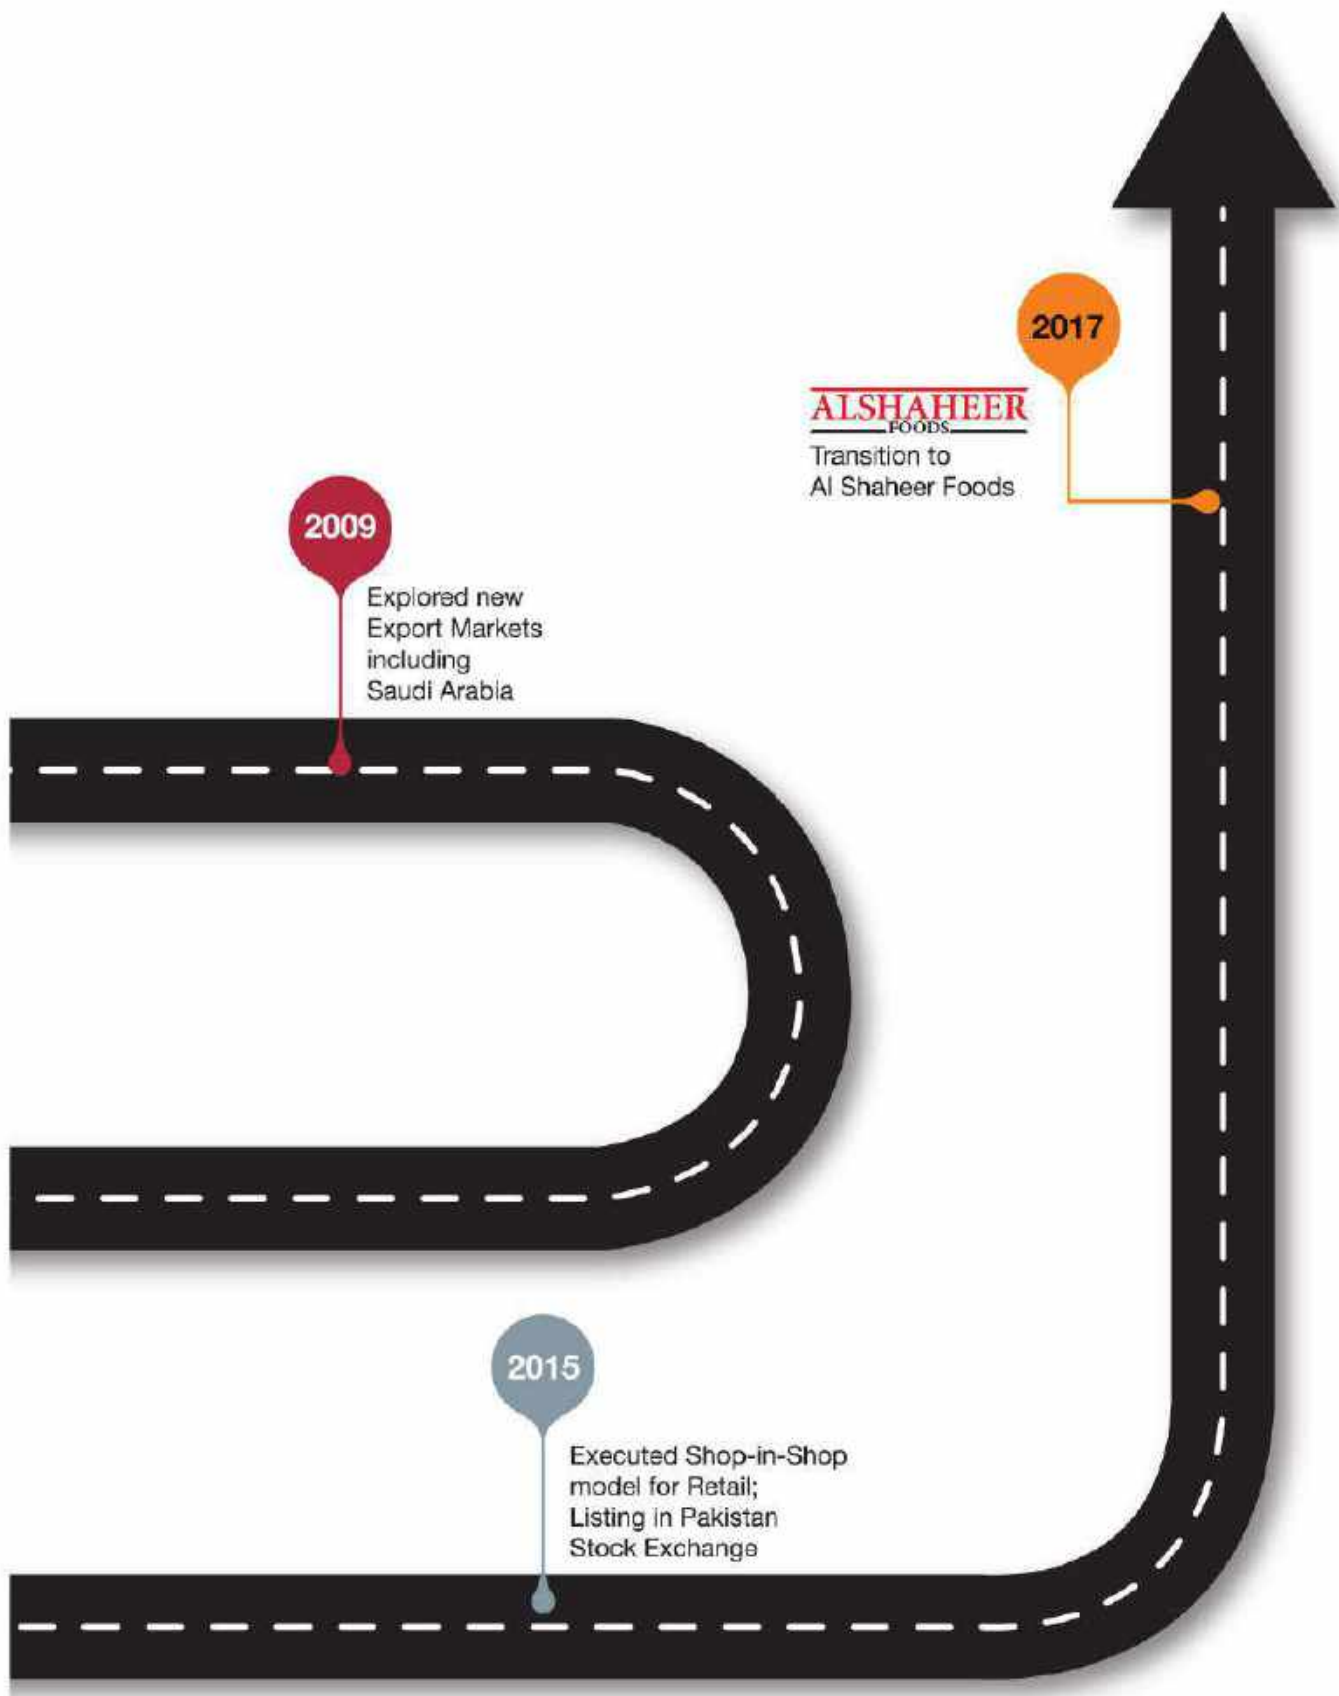 2017
ALSHAHEER
FOODS
Transition to
Al Shaheer Foods
2009
Explored new
Export Markets
including
Saudi Arabia
2015
Executed Shop-in-Shop
model for Retail;
Listing in Pakistan
Stock Exchange